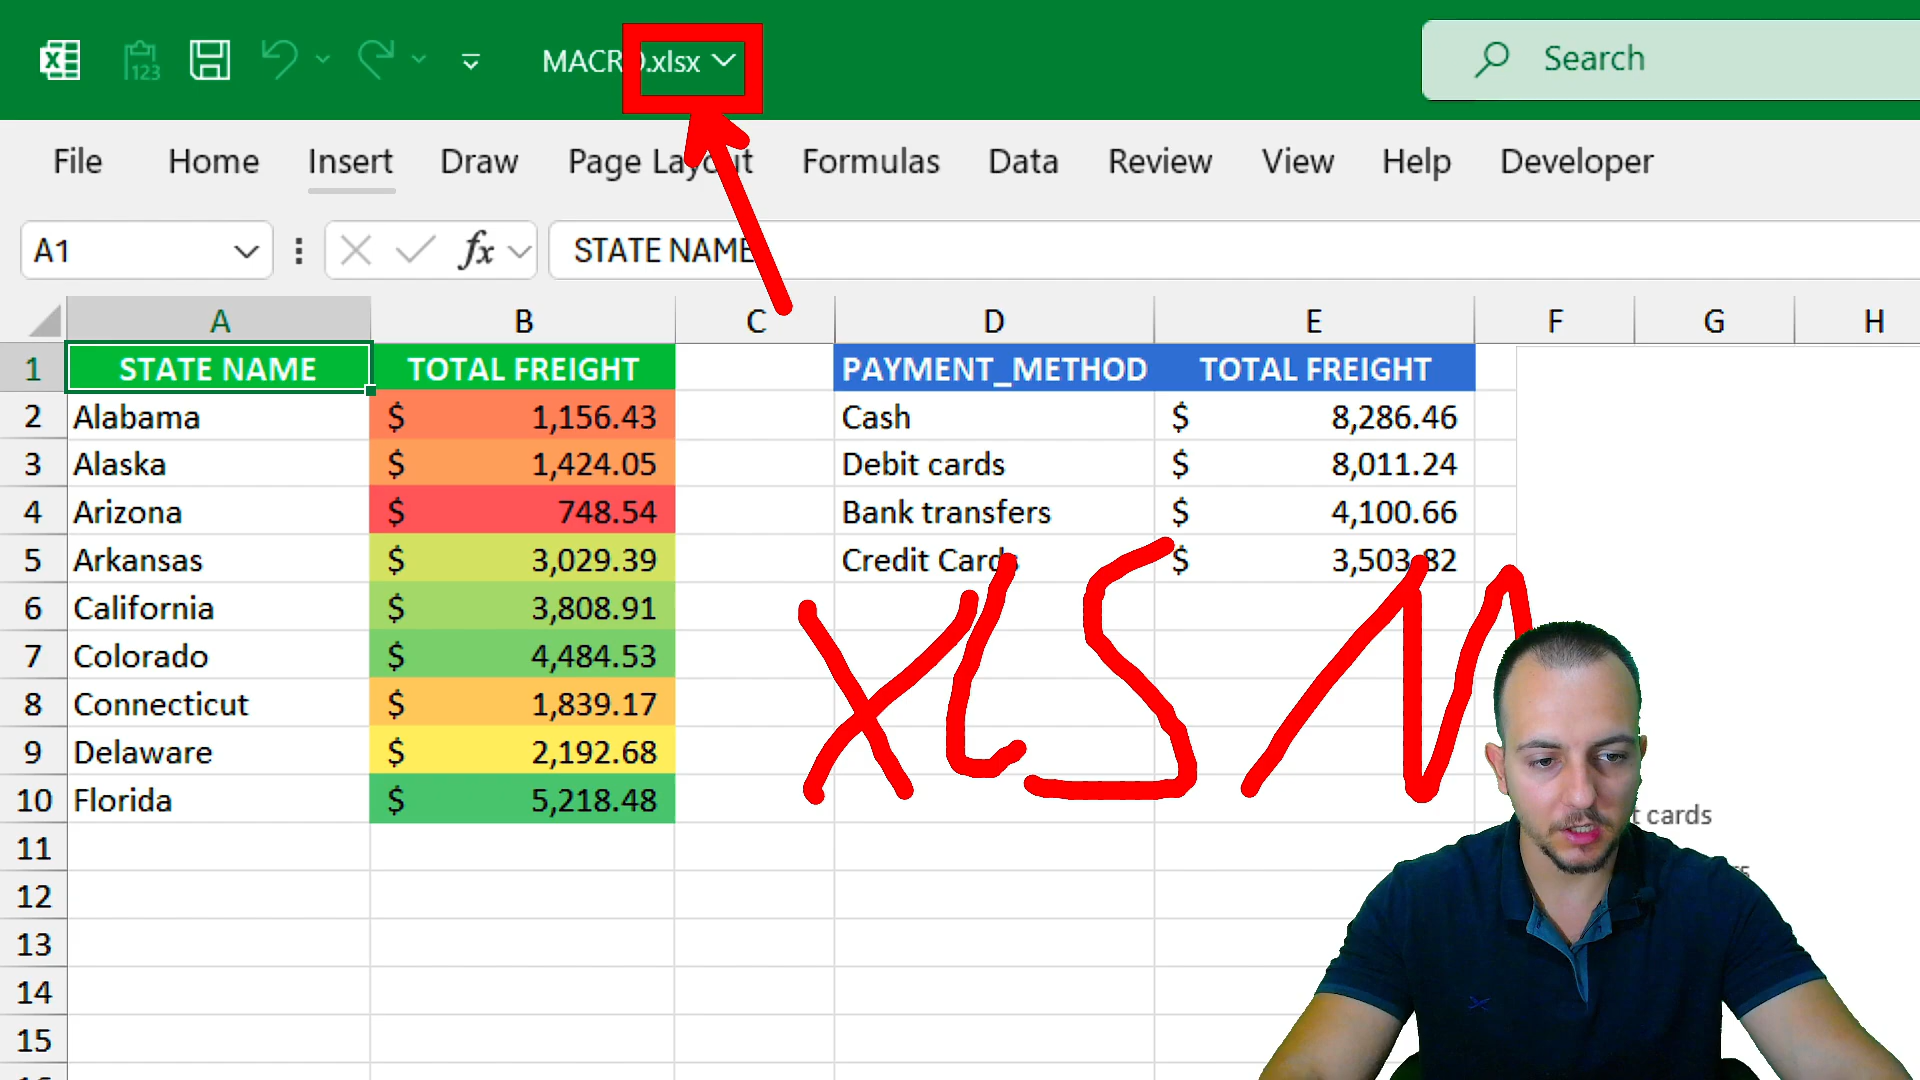 123 MACRO.xlsx Search
File Home Insert Draw Page Layout Formulas Data Review View Help Developer
A1 fx STATE NAME
A B C D E F G H
1 STATE NAME TOTAL FREIGHT PAYMENT_METHOD TOTAL FREIGHT
2 Alabama $ 1,156.43 Cash $ 8,286.46
3 Alaska $ 1,424.05 Debit cards $ 8,011.24
4 Arizona $ 748.54 Bank transfers $ 4,100.66
5 Arkansas $ 3,029.39 Credit Cards $ 3,503.82
6 California $ 3,808.91
7 Colorado $ 4,484.53
8 Connecticut $ 1,839.17
9 Delaware $ 2,192.68
10 Florida $ 5,218.48
XLSM
cards
11
12
13
14
15